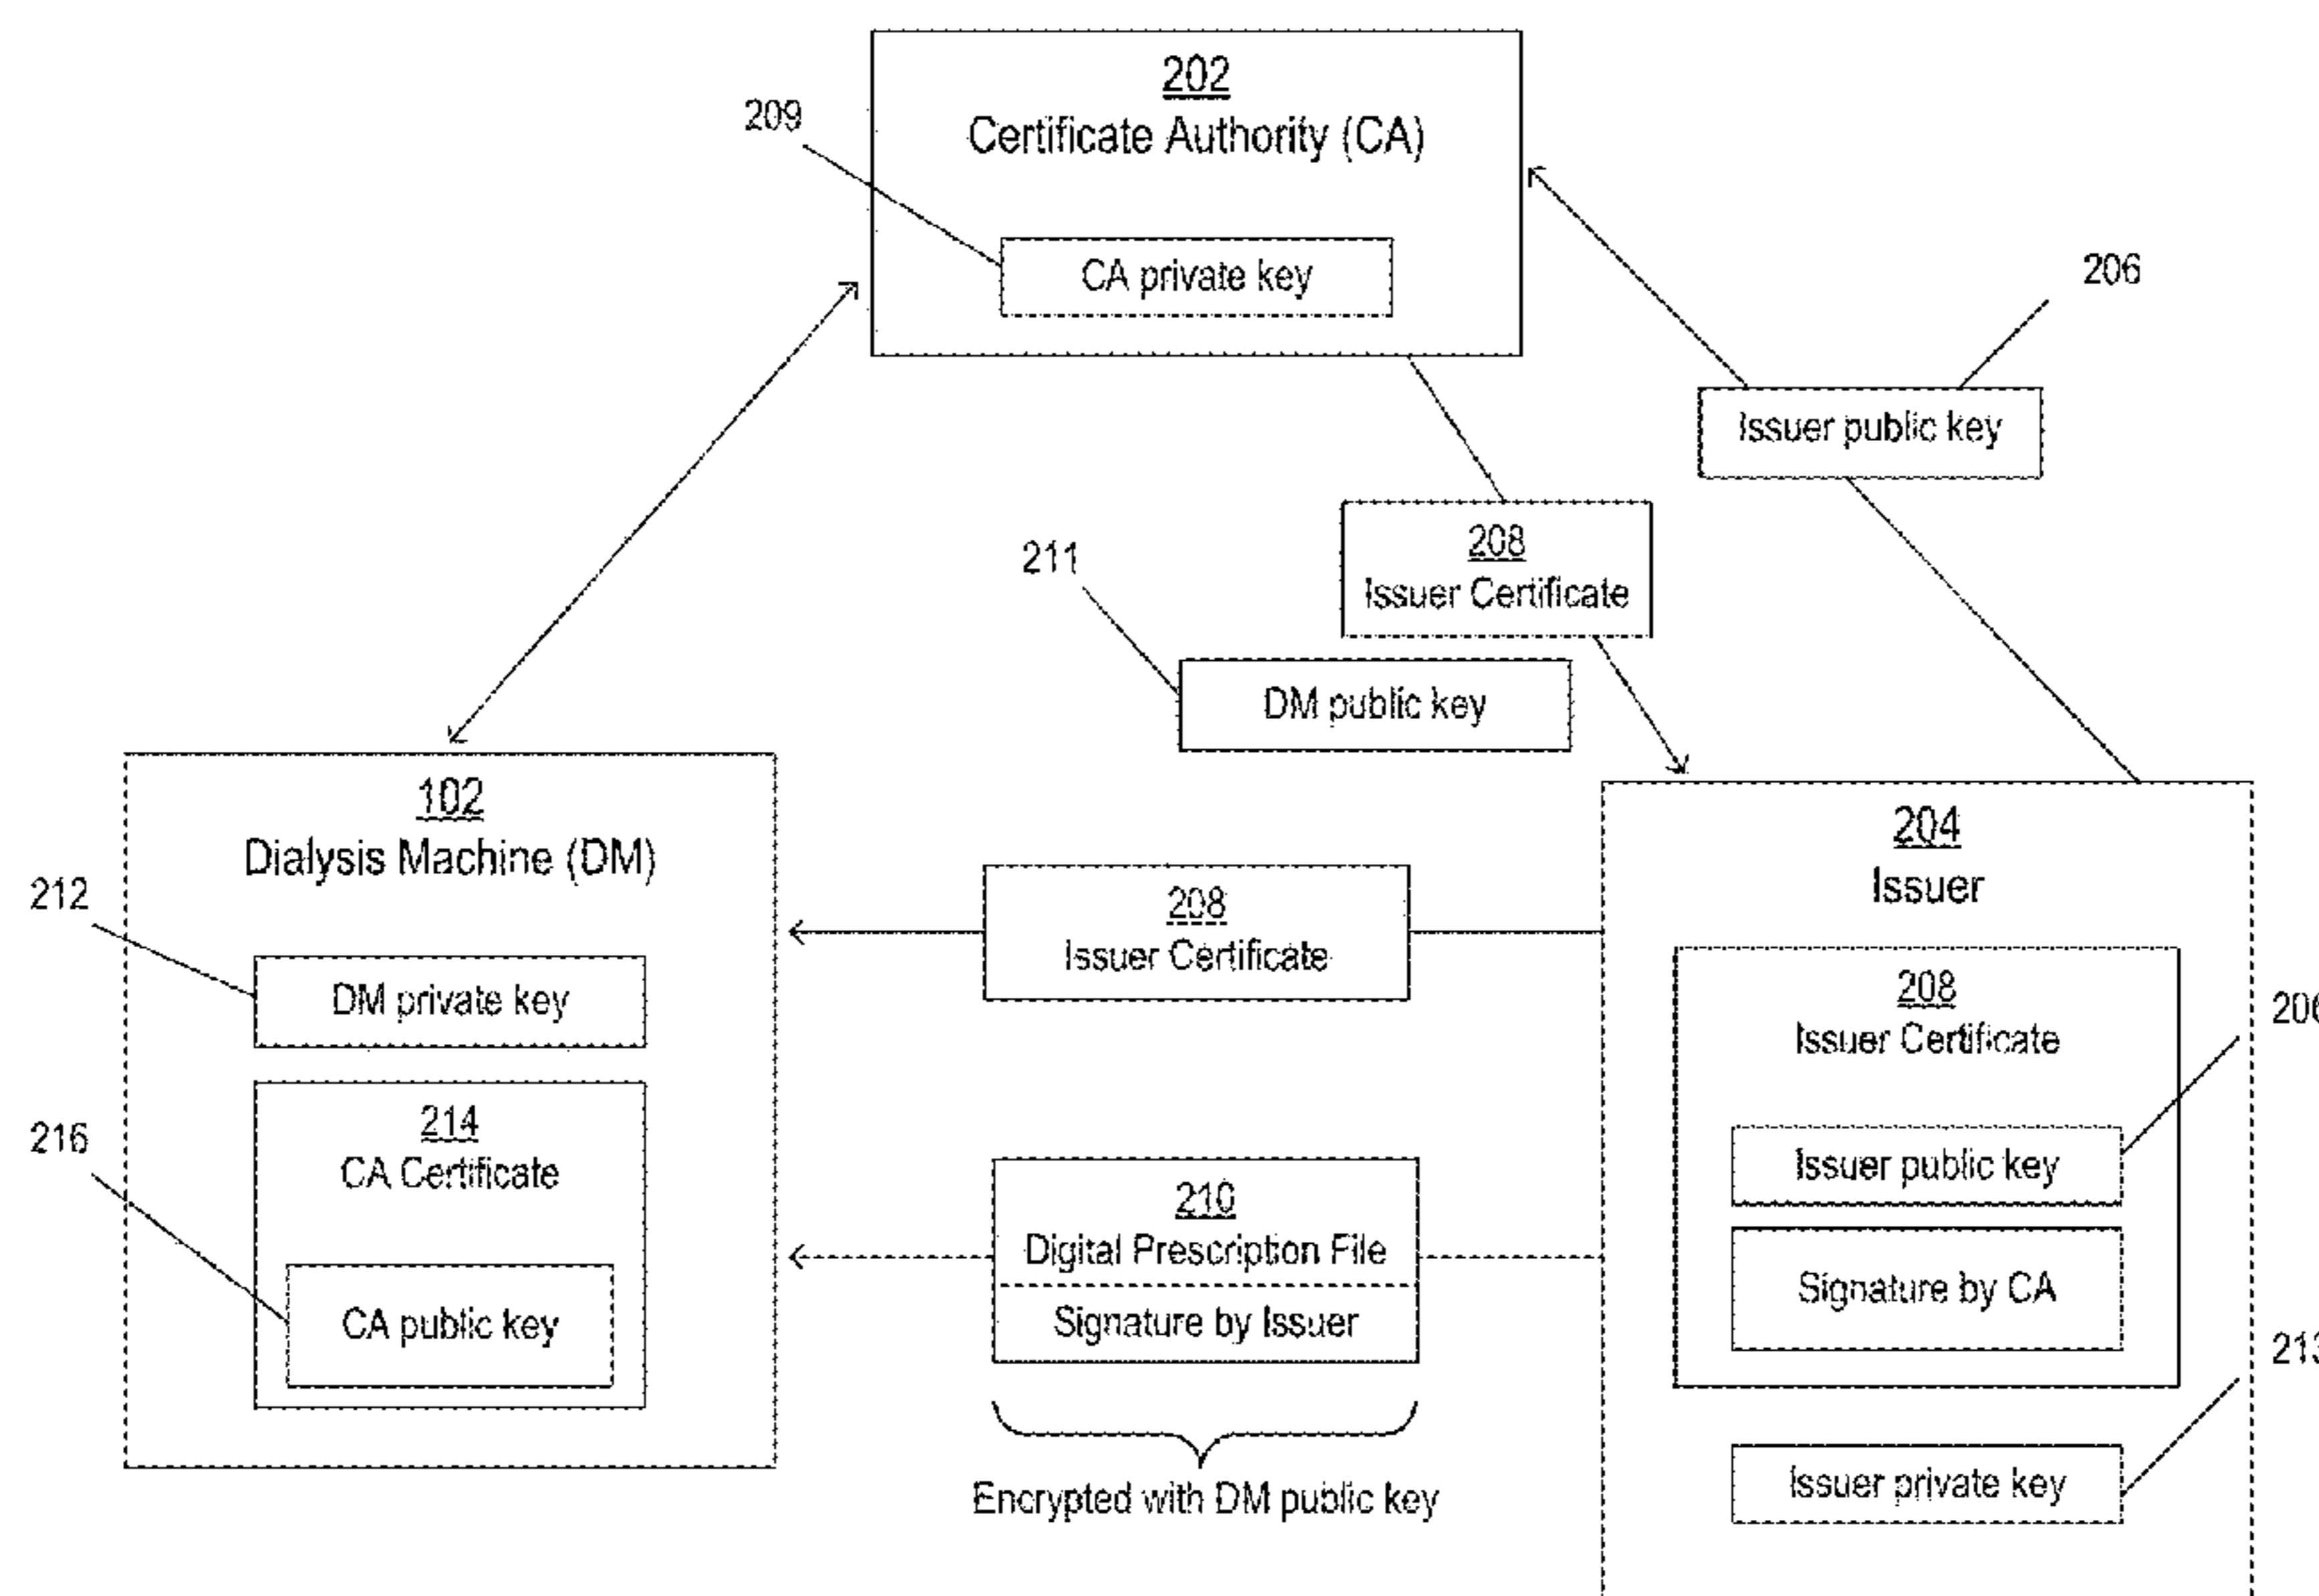 202
Certificate Authority (CA)
209
CA private key
206
Issuer public key
208
Issuer Certificate
211
DM public key
102
Dialysis Machine (DM)
212
DM private key
214
CA Certificate
216
CA public key
208
Issuer Certificate
210
Digital Prescription File
Signature by Issuer
Encrypted with DM public key
204
Issuer
208
Issuer Certificate
206
Issuer public key
Signature by CA
213
Issuer private key